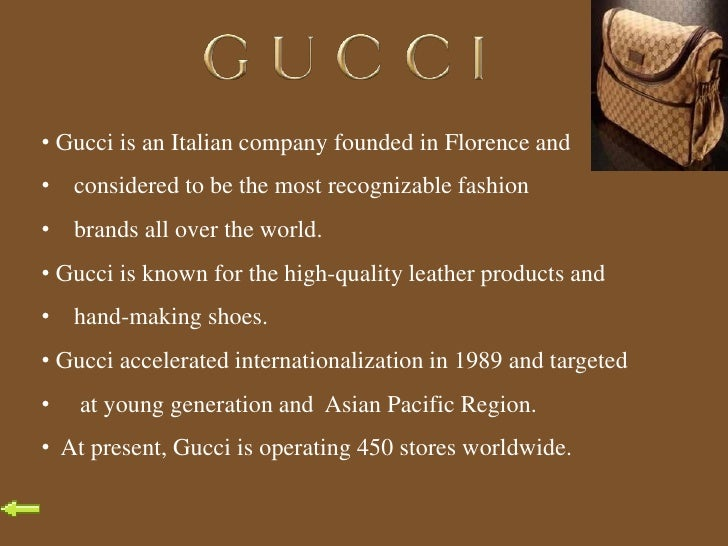 GUCCI
• Gucci is an Italian company founded in Florence and
• considered to be the most recognizable fashion
• brands all over the world.
• Gucci is known for the high-quality leather products and
• hand-making shoes.
• Gucci accelerated internationalization in 1989 and targeted
• at young generation and Asian Pacific Region.
• At present, Gucci is operating 450 stores worldwide.